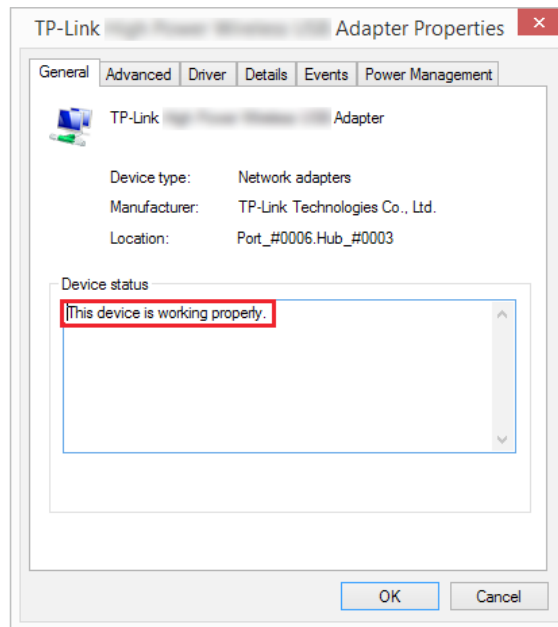 TP-Link Adapter Properties
General Advanced Driver Details Events Power Management
TP-Link Adapter
Device type: Network adapters
Manufacturer: TP-Link Technologies Co., Ltd.
Location: Port_#0006.Hub_#0003
Device status
This device is working properly.
OK Cancel